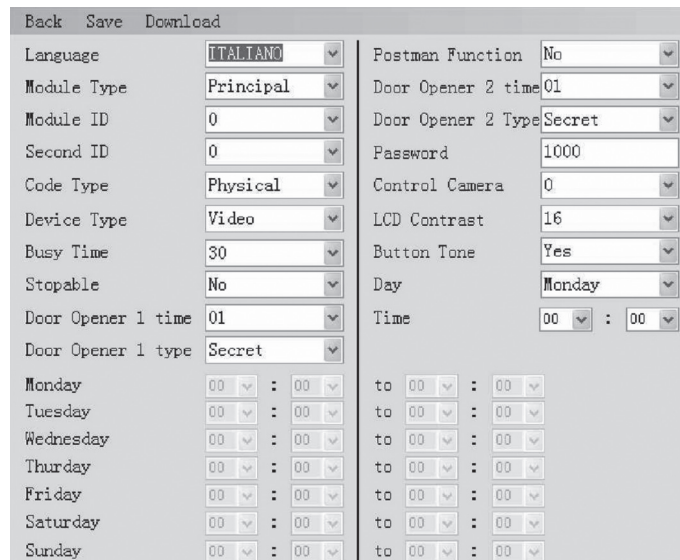 Back Save Download
Language ITALIANO
Module Type Principal
Module ID 0
Second ID 0
Code Type Physical
Device Type Video
Busy Time 30
Stopable No
Door Opener 1 time 01
Door Opener 1 type Secret
Postman Function No
Door Opener 2 time 01
Door Opener 2 Type Secret
Password 1000
Control Camera 0
LCD Contrast 16
Button Tone Yes
Day Monday
Time 00 : 00
Monday 00 : 00 to 00 : 00
Tuesday 00 : 00 to 00 : 00
Wednesday 00 : 00 to 00 : 00
Thurday 00 : 00 to 00 : 00
Friday 00 : 00 to 00 : 00
Saturday 00 : 00 to 00 : 00
Sunday 00 : 00 to 00 : 00